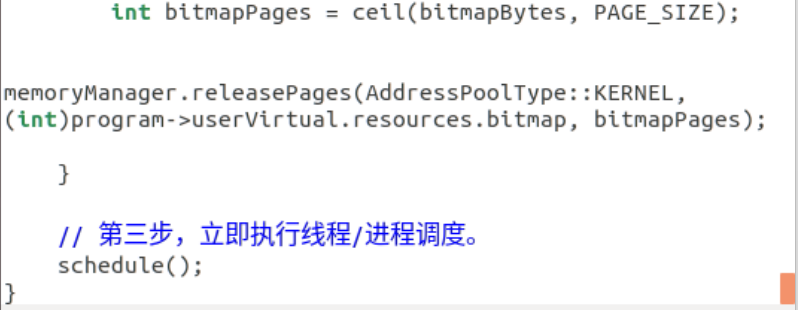 int bitmapPages = ceil(bitmapBytes, PAGE_SIZE);
memoryManager.releasePages(AddressPoolType::KERNEL,
(int)program->userVirtual.resources.bitmap, bitmapPages);
}
// 第三步，立即执行线程/进程调度。
schedule();
}